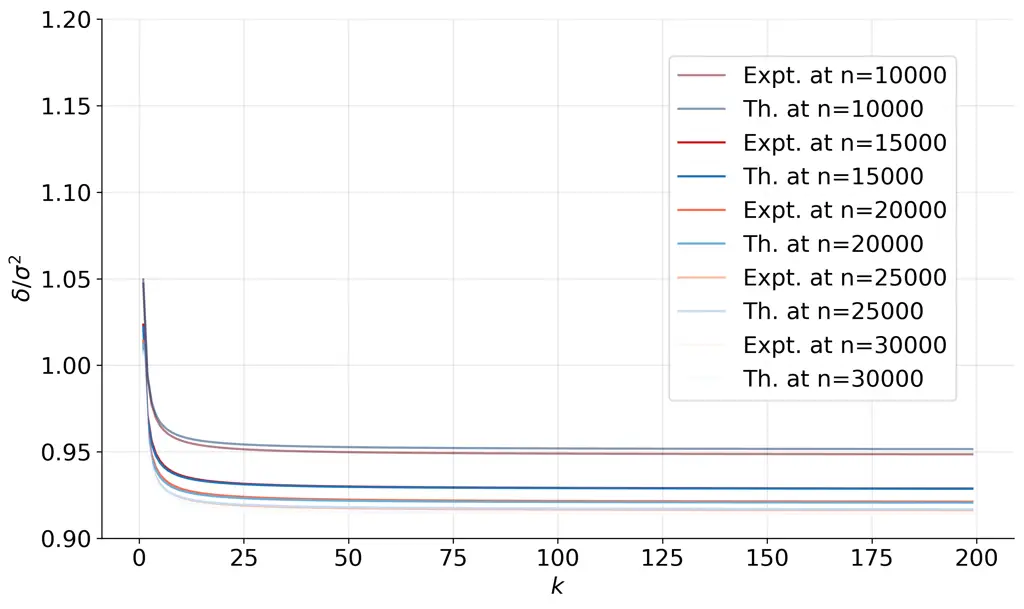 1.20
1.15
1.10
1.05
1.00
0.95
0.90
δ/σ²
0
25
50
75
100
125
150
175
200
k
Expt. at n=10000
Th. at n=10000
Expt. at n=15000
Th. at n=15000
Expt. at n=20000
Th. at n=20000
Expt. at n=25000
Th. at n=25000
Expt. at n=30000
Th. at n=30000